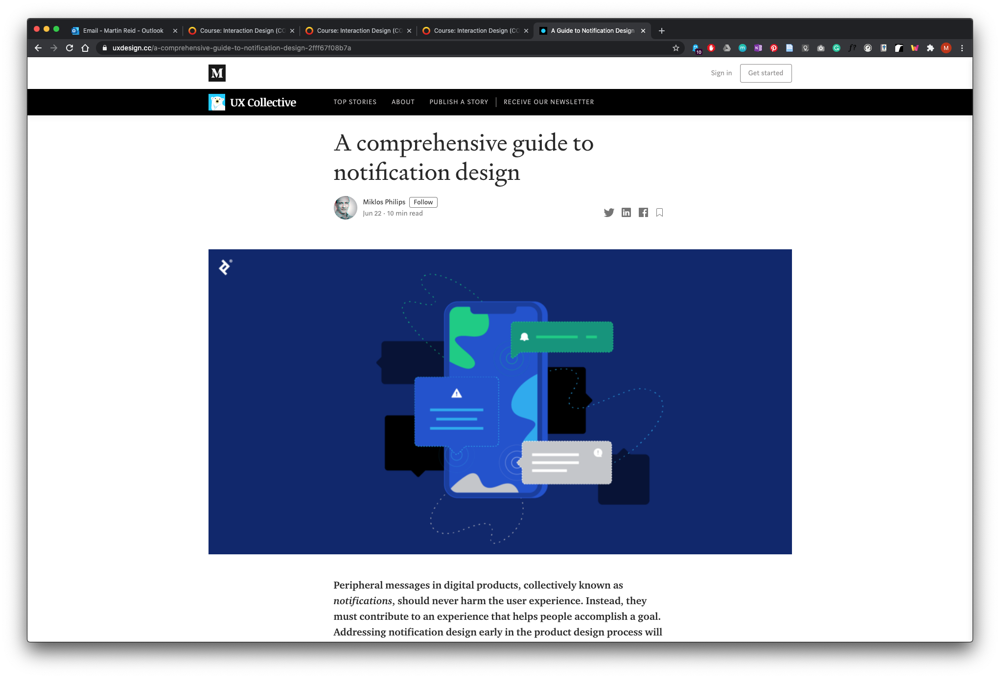 Email - Martin Reid - Outlook
Course: Interaction Design (CO
Course: Interaction Design (CO
Course: Interaction Design (CO
A Guide to Notification Design
uxdesign.cc/a-comprehensive-guide-to-notification-design-2fff67f08b7a
10
M
M
Sign in
Get started
UX Collective
TOP STORIES
ABOUT
PUBLISH A STORY
RECEIVE OUR NEWSLETTER
A comprehensive guide to
notification design
Miklos Philips
Follow
Jun 22 · 10 min read
Peripheral messages in digital products, collectively known as
notifications, should never harm the user experience. Instead, they
must contribute to an experience that helps people accomplish a goal.
Addressing notification design early in the product design process will